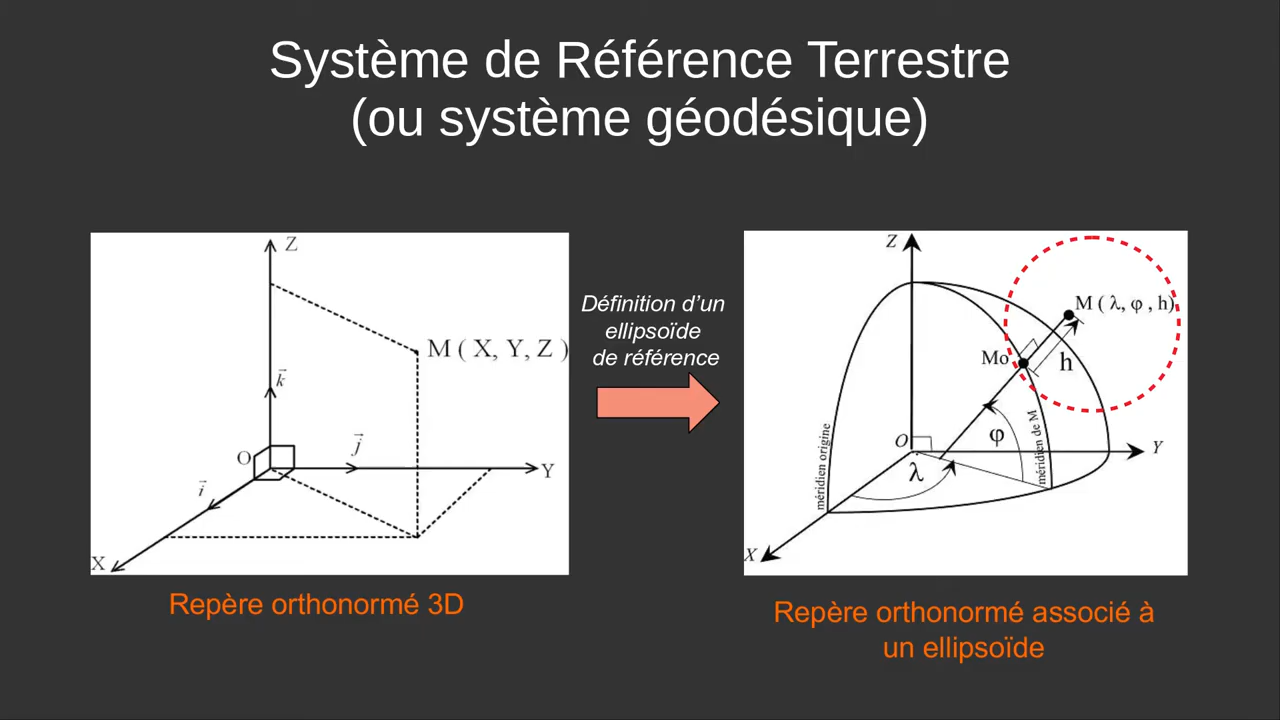 Système de Référence Terrestre
(ou système géodésique)
Z
M ( X, Y, Z )
k
O
j
Y
i
X
Repère orthonormé 3D
Définition d’un
ellipsoïde
de référence
Z
M ( λ, φ , h)
Mo
h
φ
méridien origine
méridien de M
O
Y
λ
X
Repère orthonormé associé à
un ellipsoïde